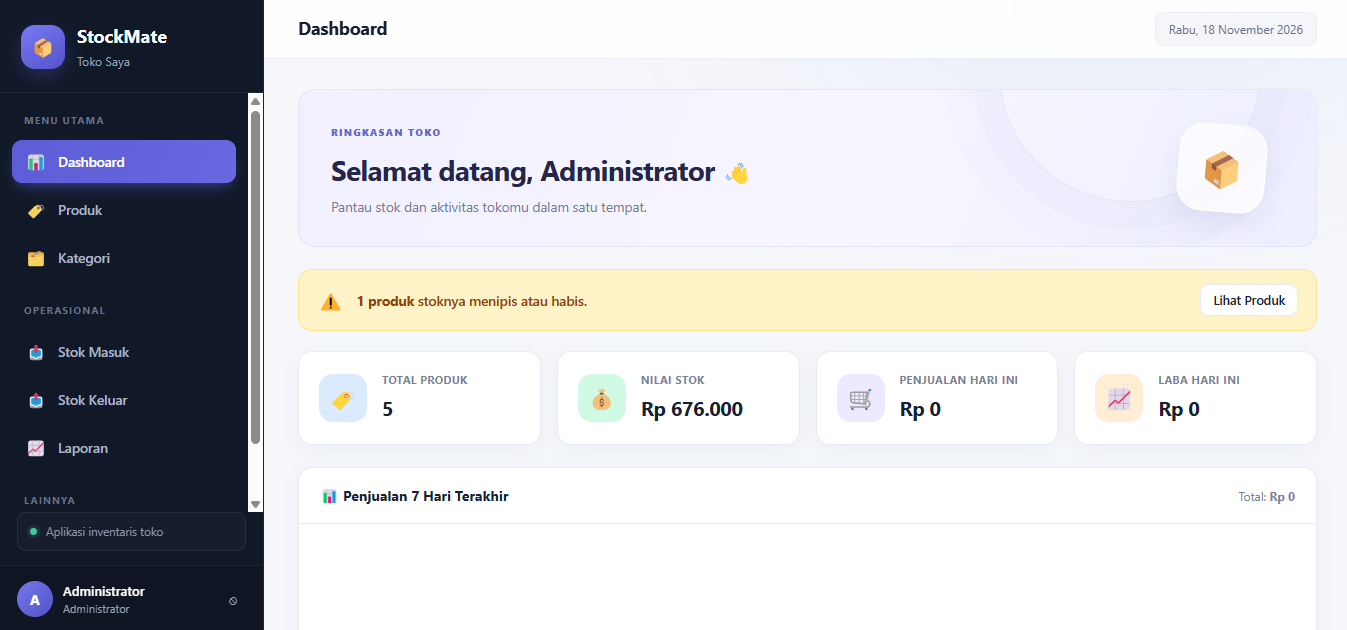 StockMate
Toko Saya
MENU UTAMA
Dashboard
Produk
Kategori
OPERASIONAL
Stok Masuk
Stok Keluar
Laporan
LAINNYA
Aplikasi inventaris toko
A
Administrator
Administrator
Dashboard
Rabu, 18 November 2026
RINGKASAN TOKO
Selamat datang, Administrator 👋
Pantau stok dan aktivitas tokomu dalam satu tempat.
1 produk stoknya menipis atau habis.
Lihat Produk
TOTAL PRODUK
5
NILAI STOK
Rp 676.000
PENJUALAN HARI INI
Rp 0
LABA HARI INI
Rp 0
Penjualan 7 Hari Terakhir
Total: Rp 0